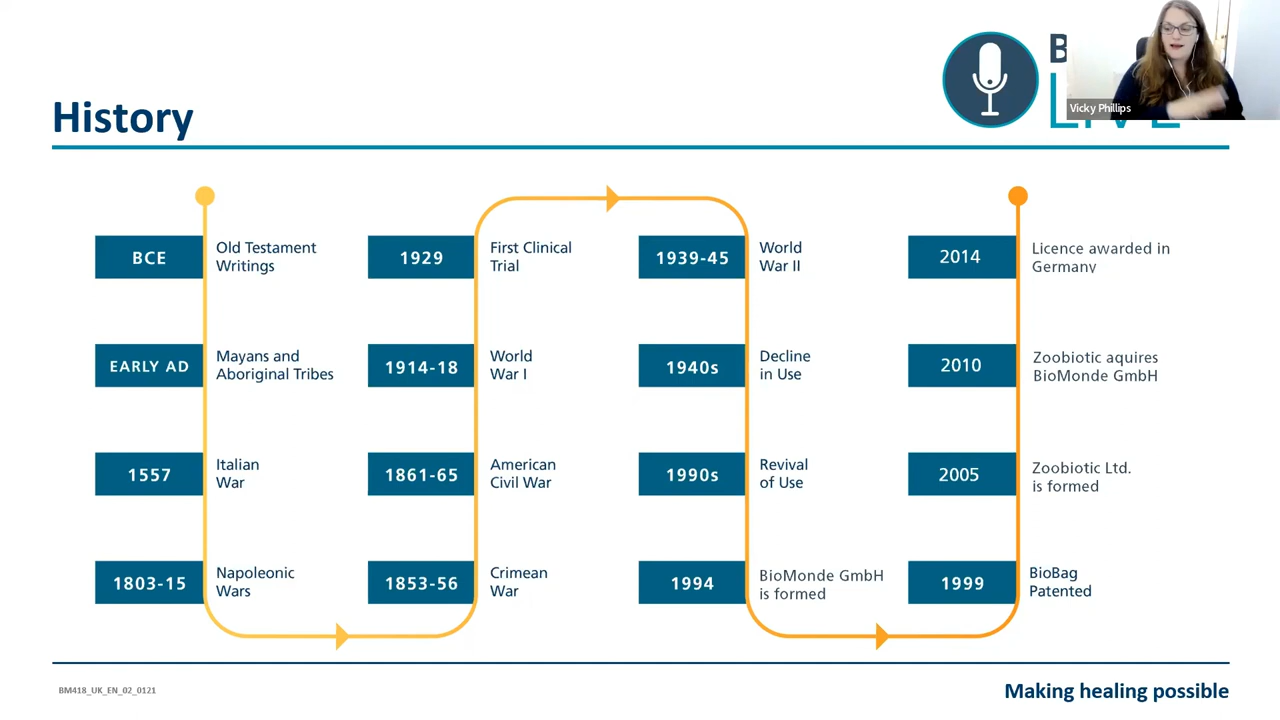 History
Vicky Phillips
BCE
Old Testament
Writings
EARLY AD
Mayans and
Aboriginal Tribes
1557
Italian
War
1803-15
Napoleonic
Wars
1853-56
Crimean
War
1861-65
American
Civil War
1914-18
World
War I
1929
First Clinical
Trial
1939-45
World
War II
1940s
Decline
in Use
1990s
Revival
of Use
1994
BioMonde GmbH
is formed
1999
BioBag
Patented
2005
Zoobiotic Ltd.
is formed
2010
Zoobiotic aquires
BioMonde GmbH
2014
Licence awarded in
Germany
BM418_UK_EN_02_0121
Making healing possible